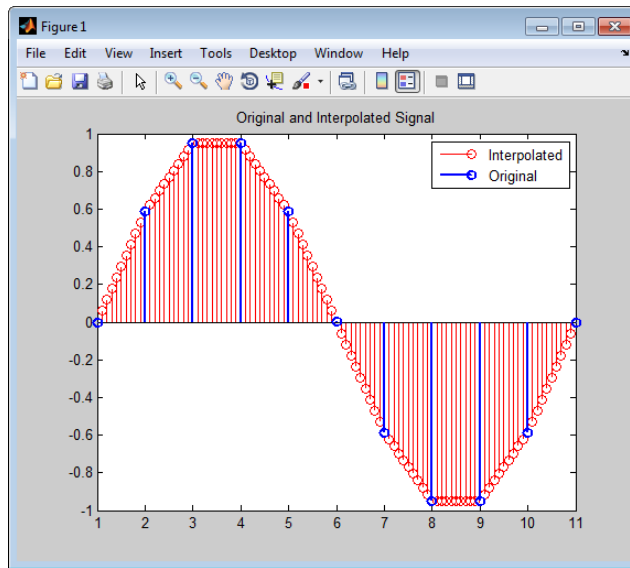 Figure 1
File Edit View Insert Tools Desktop Window Help
Original and Interpolated Signal
Interpolated
Original
1
0.8
0.6
0.4
0.2
0
-0.2
-0.4
-0.6
-0.8
-1
1 2 3 4 5 6 7 8 9 10 11